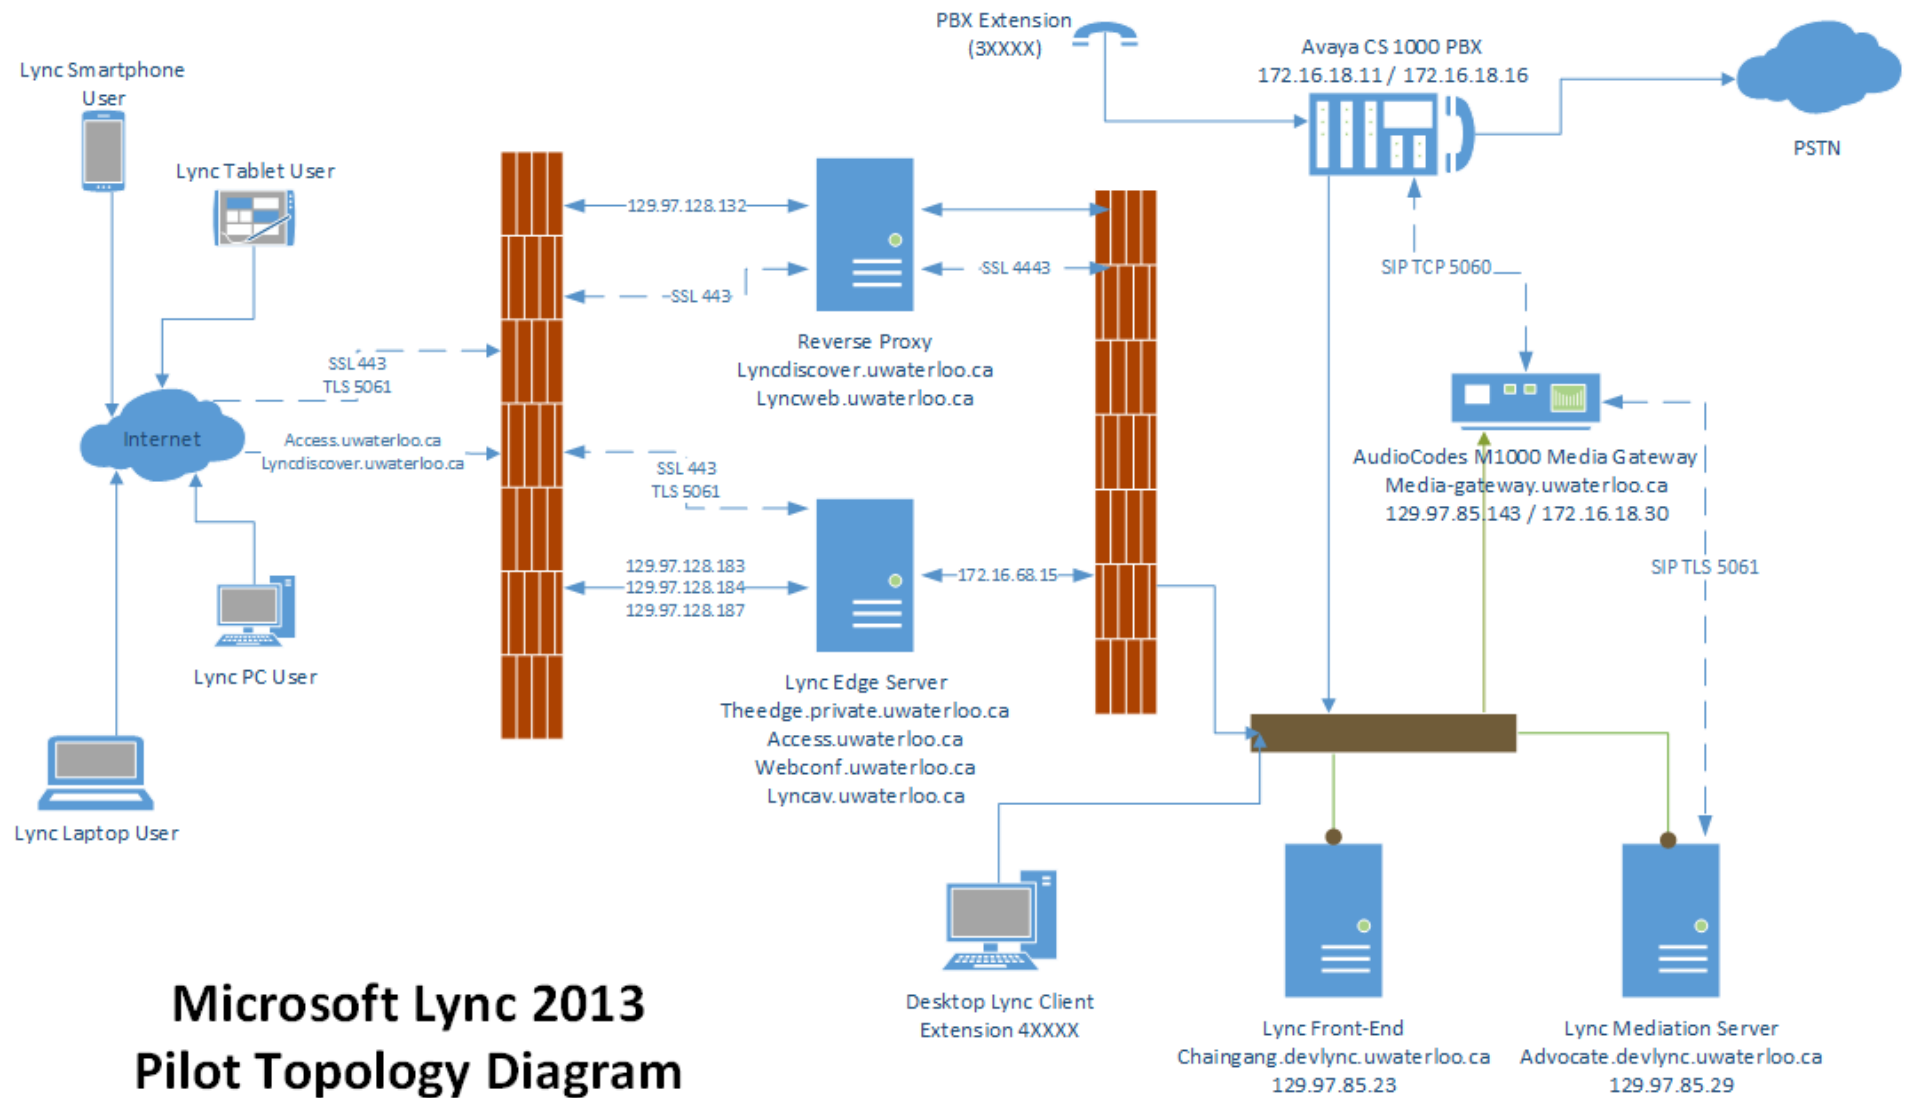 PBX Extension
(3XXXX)
Avaya CS 1000 PBX
172.16.18.11 / 172.16.18.16
PSTN
Lync Smartphone
User
Lync Tablet User
129.97.128.132
SSL 443
SSL 4443
SIP TCP 5060
Reverse Proxy
Lyncdiscover.uwaterloo.ca
Lyncweb.uwaterloo.ca
SSL 443
TLS 5061
Internet
Access.uwaterloo.ca
Lyncdiscover.uwaterloo.ca
SSL 443
TLS 5061
AudioCodes M1000 Media Gateway
Media-gateway.uwaterloo.ca
129.97.85.143 / 172.16.18.30
129.97.128.183
129.97.128.184
129.97.128.187
172.16.68.15
SIP TLS 5061
Lync PC User
Lync Edge Server
Theedge.private.uwaterloo.ca
Access.uwaterloo.ca
Webconf.uwaterloo.ca
Lyncav.uwaterloo.ca
Lync Laptop User
Desktop Lync Client
Extension 4XXXX
Lync Front-End
Chaingang.devlync.uwaterloo.ca
129.97.85.23
Lync Mediation Server
Advocate.devlync.uwaterloo.ca
129.97.85.29
Microsoft Lync 2013
Pilot Topology Diagram